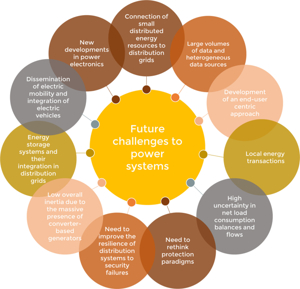 Connection of
small distributed
energy resources
to distribution
grids
Large volumes
of data and
heterogeneous
data sources
Development of
an end-user centric
approach
Local energy
transactions
High
uncertainty in
net load
consumption
balances and
flows
Need to
rethink
protection
paradigms
Need to
improve the
resilience of
distribution
systems to
security
failures
Low overall
inertia due to
the massive
presence of
converter-
based generators
Energy
storage systems
and their
integration in
distribution
grids
Dissemination
of electric
mobility and
integration of
electric
vehicles
New
developments
in power
electronics
Future
challenges to
power
systems